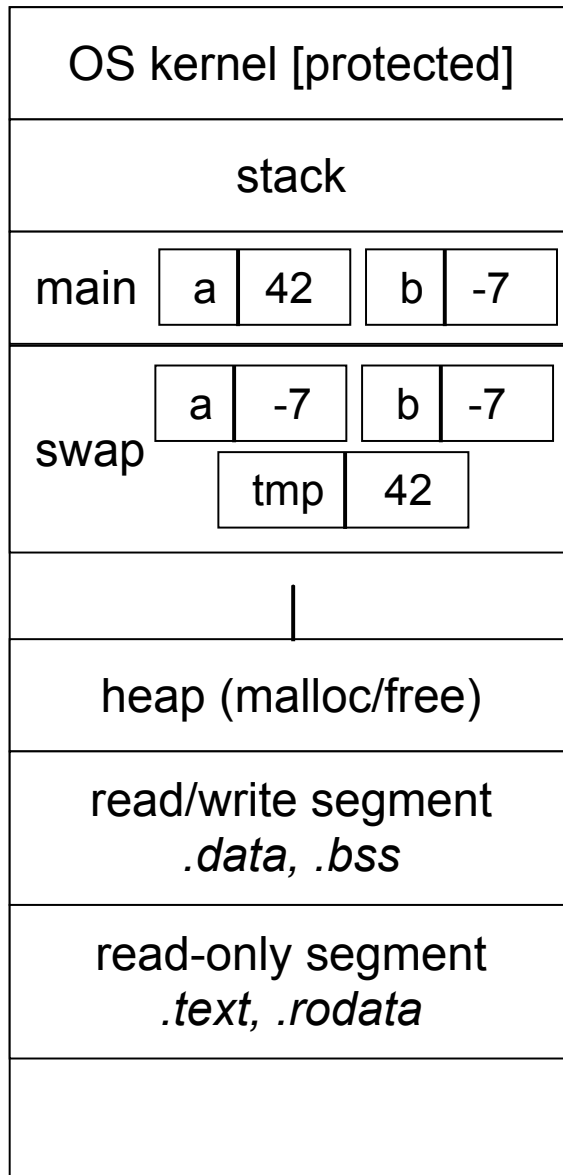 OS kernel [protected]
stack
main a 42 b -7
a -7 b -7
swap
tmp 42
heap (malloc/free)
read/write segment
.data, .bss
read-only segment
.text, .rodata